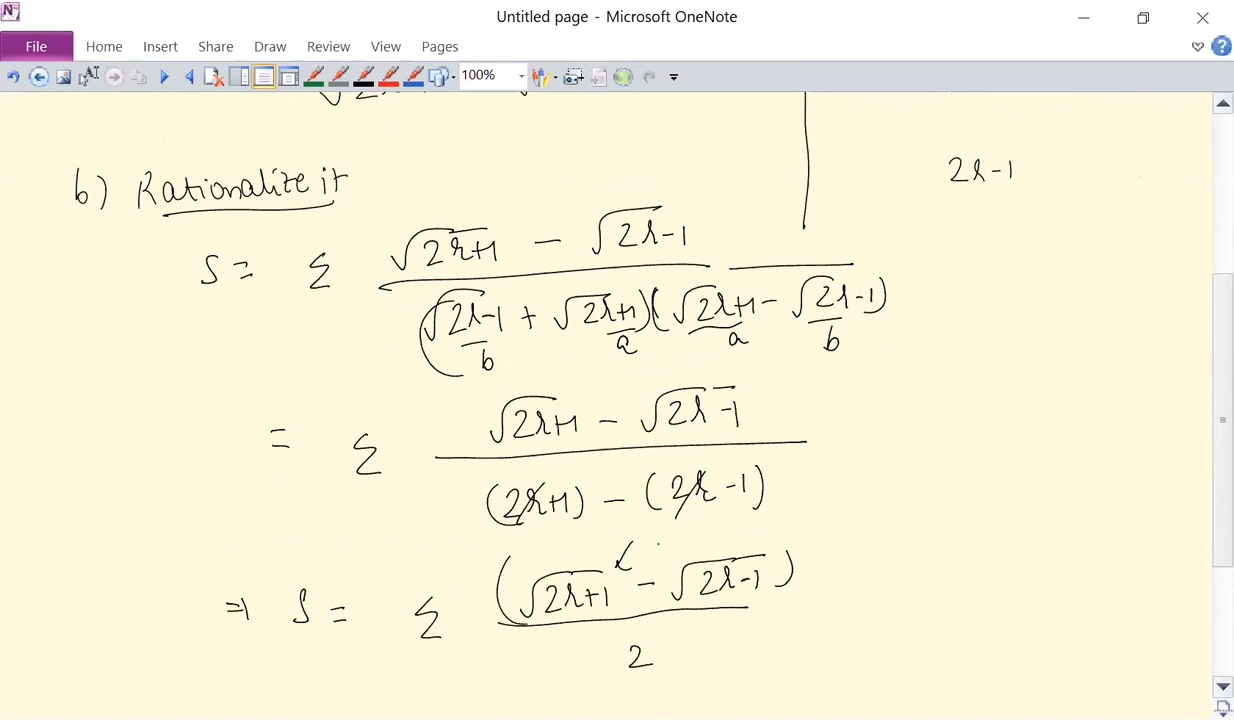 Untitled page - Microsoft OneNote
File Home Insert Share Draw Review View Pages
100%
2r-1
b) Rationalize it
S = Σ (√(2r+1) - √(2r-1)) / ((√(2r-1) + √(2r+1))(√(2r+1) - √(2r-1)))
b a a b
= Σ (√(2r+1) - √(2r-1)) / ((2r+1) - (2r-1))
⇒ S = Σ (√(2r+1) - √(2r-1)) / 2